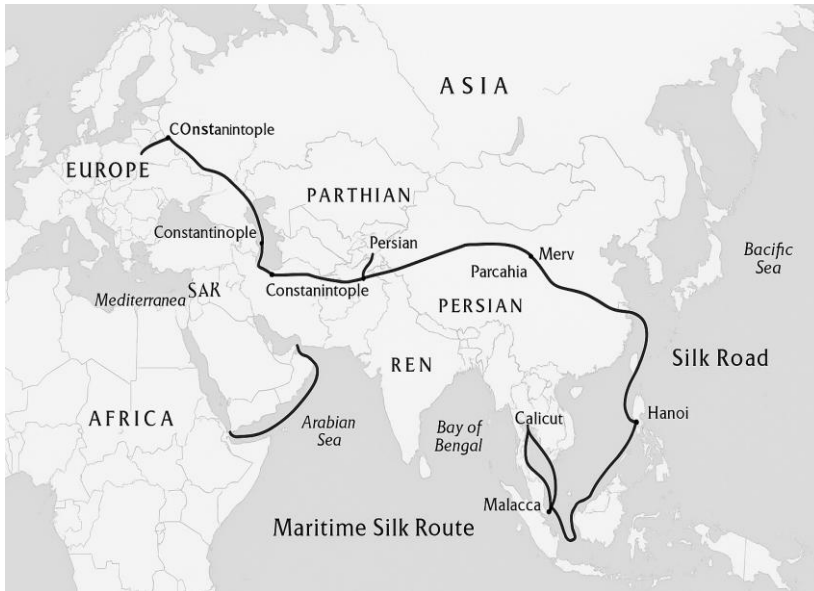 ASIA
COnstanintople
EUROPE
PARTHIAN
Constantinople
Persian
Merv
Bacific
Sea
Parcahia
Mediterranea
SAK
Constanintople
PERSIAN
Silk Road
REN
AFRICA
Arabian
Sea
Bay of
Bengal
Calicut
Hanoi
Malacca
Maritime Silk Route